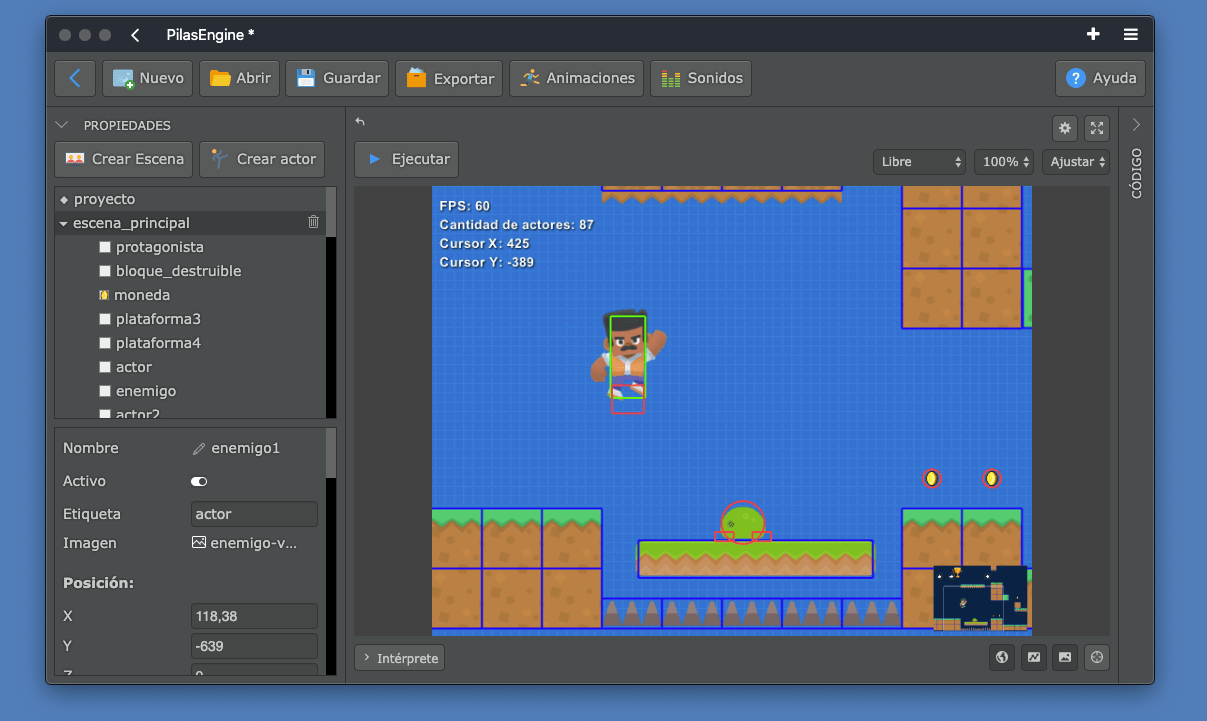 PilasEngine *
Nuevo Abrir Guardar Exportar Animaciones Sonidos Ayuda
PROPIEDADES
Crear Escena Crear actor
proyecto
escena_principal
protagonista
bloque_destruible
moneda
plataforma3
plataforma4
actor
enemigo
actor2
Nombre enemigo1
Activo
Etiqueta actor
Imagen enemigo-v...
Posición:
X 118,38
Y -639
Z 0
Ejecutar
Libre 100% Ajustar
FPS: 60
Cantidad de actores: 87
Cursor X: 425
Cursor Y: -389
Intérprete
CÓDIGO